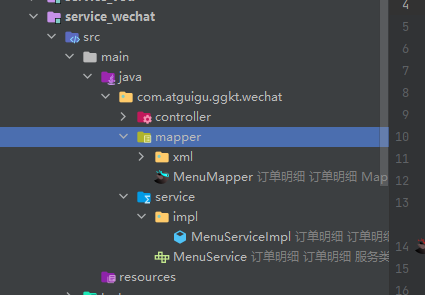 service_wechat
src
main
java
com.atguigu.ggkt.wechat
controller
mapper
xml
MenuMapper 订单明细 订单明细 Map
service
impl
MenuServiceImpl 订单明细 订单明
MenuService 订单明细 订单明细 服务类
resources
4
5
6
7
8
9
10
11
12
13
14
15
16